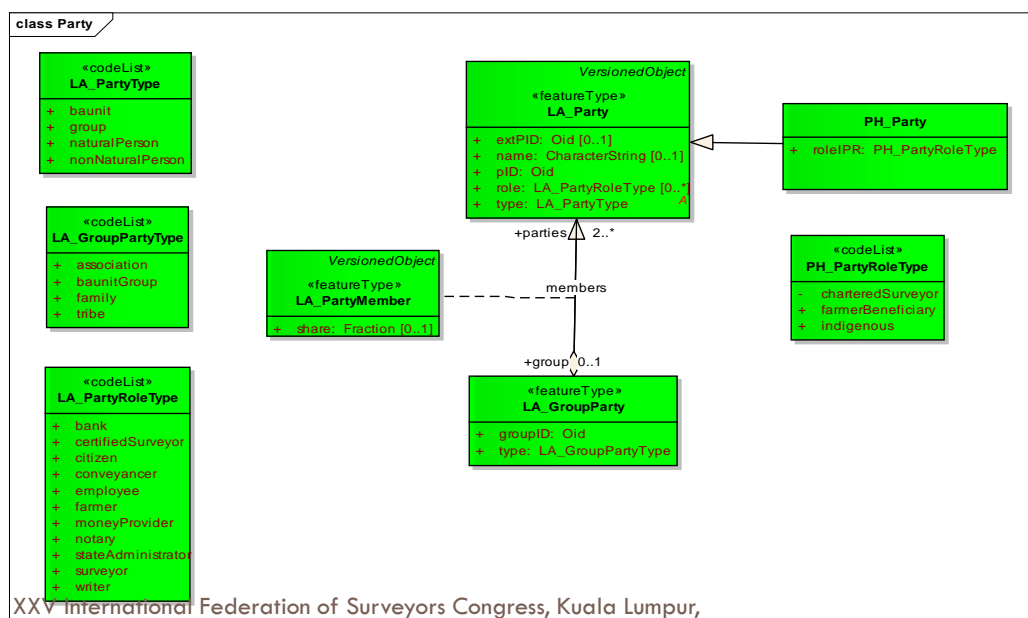 class Party
«codeList»
LA_PartyType
+ baunit
+ group
+ naturalPerson
+ nonNaturalPerson
«codeList»
LA_GroupPartyType
+ association
+ baunitGroup
+ family
+ tribe
«codeList»
LA_PartyRoleType
+ bank
+ certifiedSurveyor
+ citizen
+ conveyancer
+ employee
+ farmer
+ moneyProvider
+ notary
+ stateAdministrator
+ surveyor
+ writer
VersionedObject
«featureType»
LA_Party
+ extPID: Oid [0..1]
+ name: CharacterString [0..1]
+ pID: Oid
+ role: LA_PartyRoleType [0..*]
+ type: LA_PartyType
A
+parties 2..*
members
+group 0..1
VersionedObject
«featureType»
LA_PartyMember
+ share: Fraction [0..1]
«featureType»
LA_GroupParty
+ groupID: Oid
+ type: LA_GroupPartyType
PH_Party
+ roleIPR: PH_PartyRoleType
«codeList»
PH_PartyRoleType
- charteredSurveyor
+ farmerBeneficiary
+ indigenous
XXV International Federation of Surveyors Congress, Kuala Lumpur,